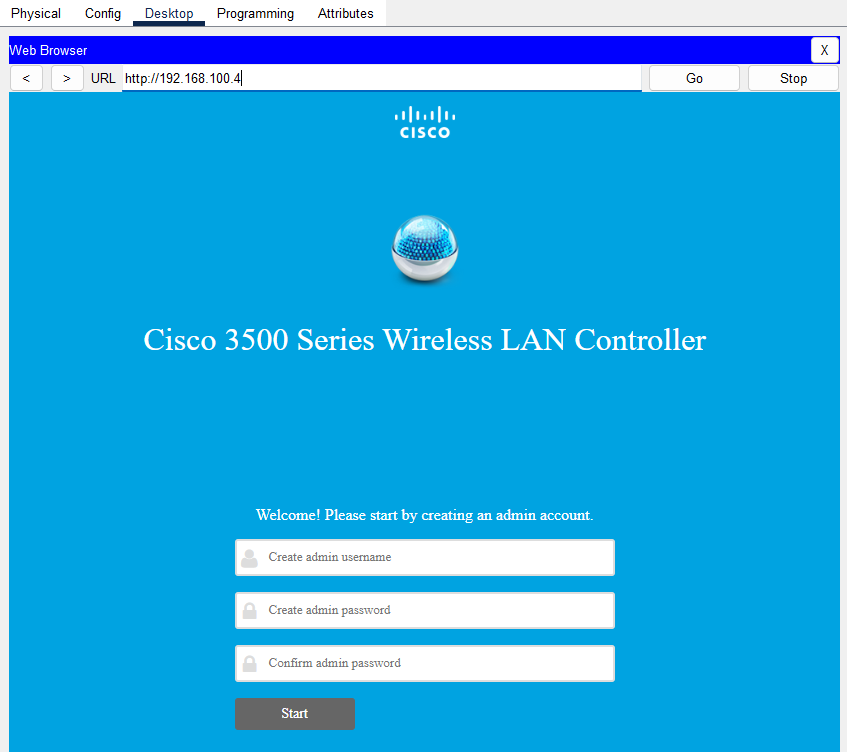 Physical Config Desktop Programming Attributes
Web Browser X
< > URL http://192.168.100.4 Go Stop
CISCO
Cisco 3500 Series Wireless LAN Controller
Welcome! Please start by creating an admin account.
Create admin username
Create admin password
Confirm admin password
Start